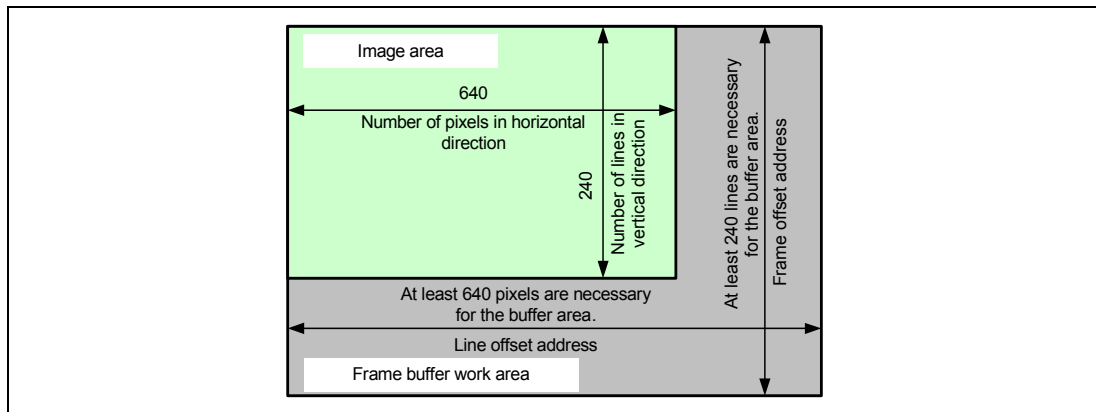 Image area
640
Number of pixels in horizontal
direction
240
Number of lines in
vertical direction
At least 240 lines are necessary
for the buffer area.
Frame offset address
At least 640 pixels are necessary
for the buffer area.
Line offset address
Frame buffer work area